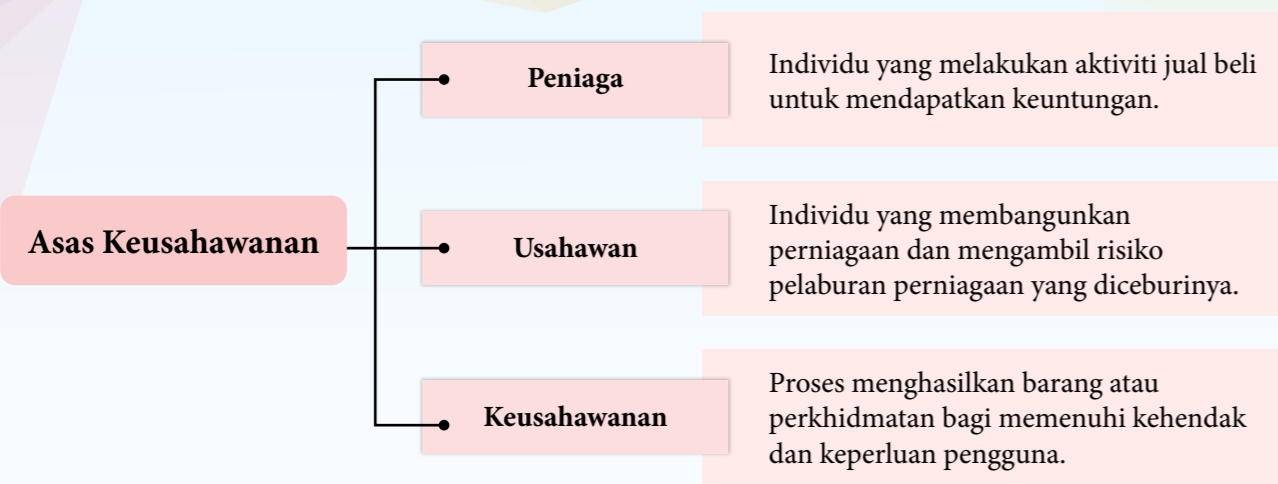 Peniaga
Individu yang melakukan aktiviti jual beli
untuk mendapatkan keuntungan.
Asas Keusahawanan
Usahawan
Individu yang membangunkan
perniagaan dan mengambil risiko
pelaburan perniagaan yang diceburinya.
Keusahawanan
Proses menghasilkan barang atau
perkhidmatan bagi memenuhi kehendak
dan keperluan pengguna.